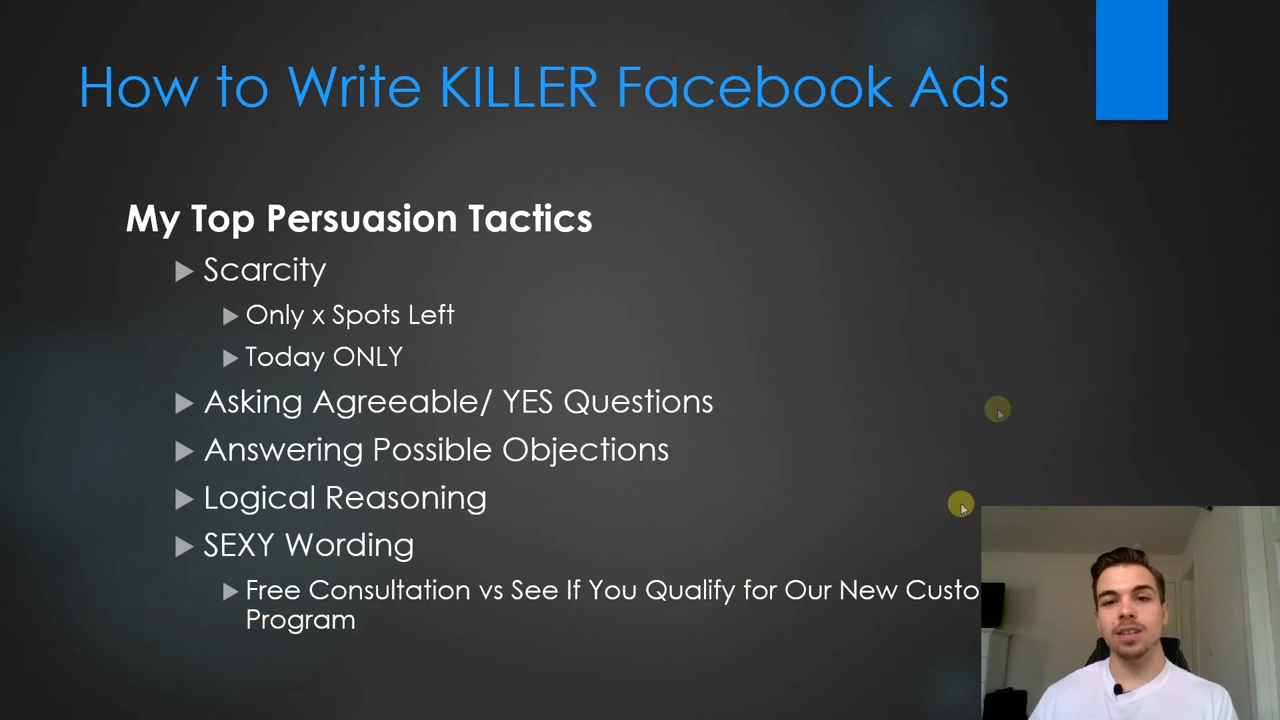 How to Write KILLER Facebook Ads
My Top Persuasion Tactics
Scarcity
Only x Spots Left
Today ONLY
Asking Agreeable/ YES Questions
Answering Possible Objections
Logical Reasoning
SEXY Wording
Free Consultation vs See If You Qualify for Our New Custo
Program